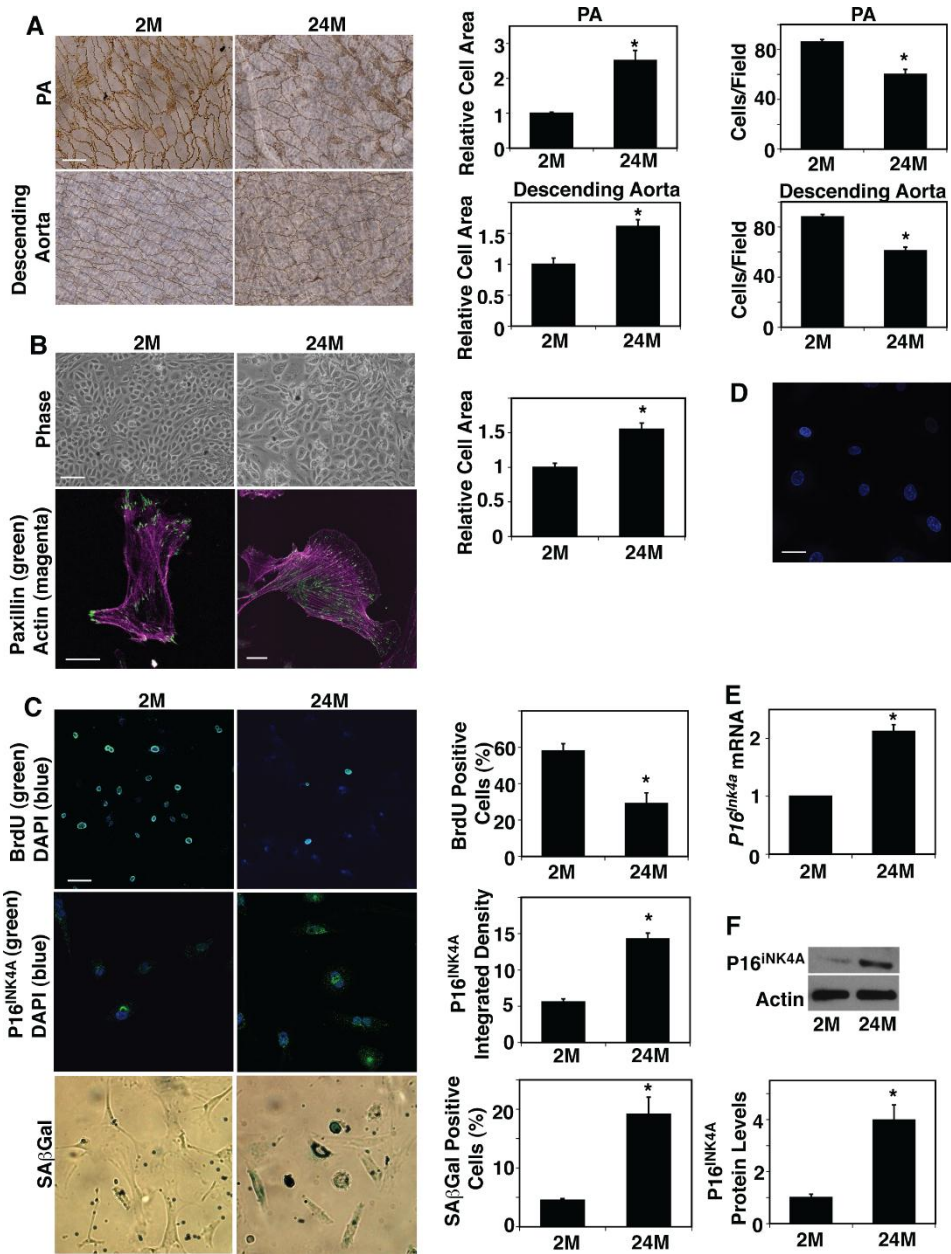 A
2M
24M
PA
Descending
Aorta
PA
Relative Cell Area
3
2
1
0
*
2M
24M
PA
Cells/Field
80
40
0
*
2M
24M
Descending Aorta
Relative Cell Area
1.5
1
0.5
0
*
2M
24M
Descending Aorta
Cells/Field
80
60
40
0
*
2M
24M
B
2M
24M
Phase
Paxillin (green)
Actin (magenta)
Relative Cell Area
1.5
1
0.5
0
*
2M
24M
D
C
2M
24M
BrdU (green)
DAPI (blue)
P16INK4A (green)
DAPI (blue)
SAβGal
BrdU Positive
Cells (%)
60
40
20
0
*
2M
24M
P16INK4A
Integrated Density
15
10
5
0
*
2M
24M
SAβGal Positive
Cells (%)
20
10
0
*
2M
24M
E
P16Ink4a mRNA
2
1
0
*
2M
24M
F
P16iNK4A
Actin
2M
24M
P16INK4A
Protein Levels
4
2
0
*
2M
24M